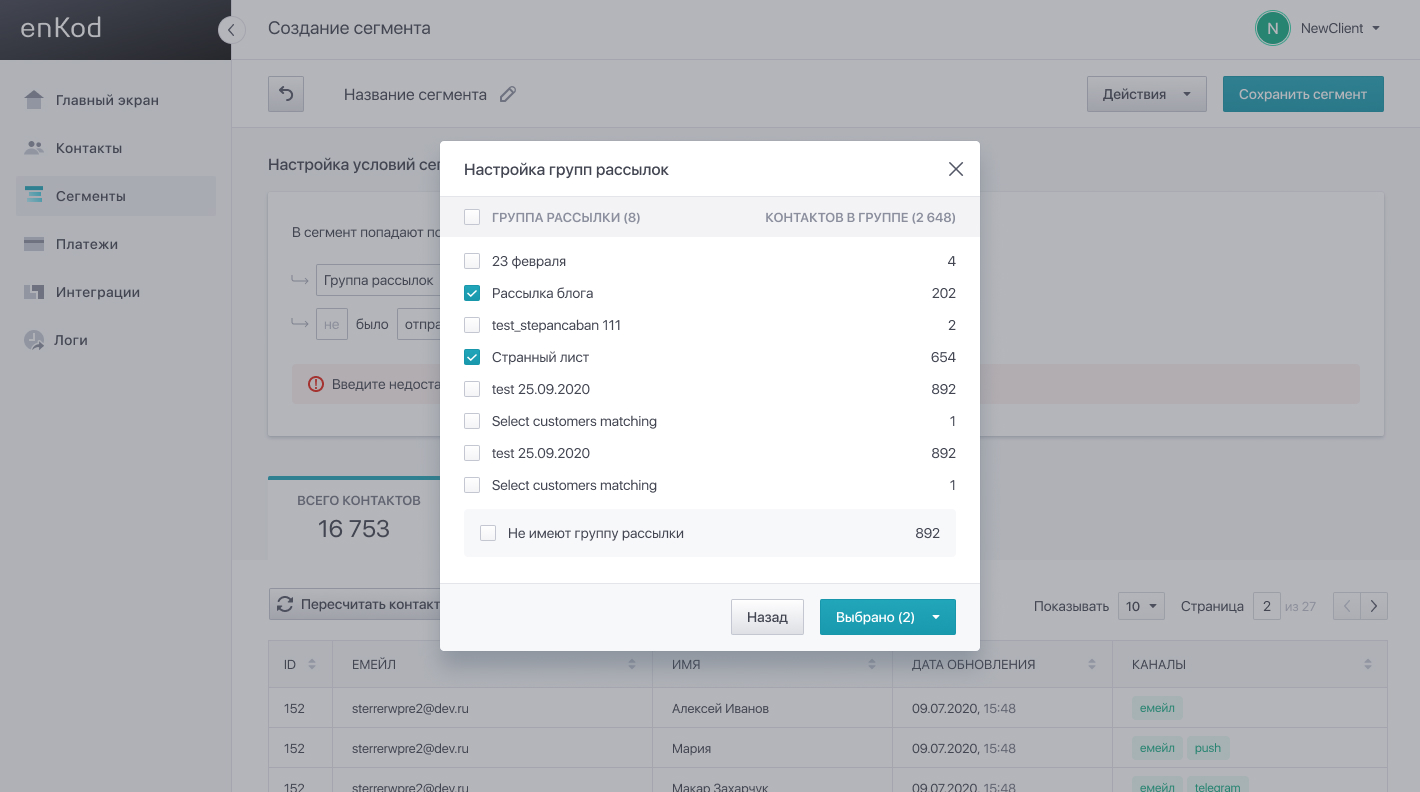 enKod
Создание сегмента
N NewClient
Название сегмента
Действия
Сохранить сегмент
Главный экран
Контакты
Сегменты
Платежи
Интеграции
Логи
Настройка условий сег
В сегмент попадают по
Группа рассылок
не было отпра
Введите недоста
Настройка групп рассылок
ГРУППА РАССЫЛКИ (8) КОНТАКТОВ В ГРУППЕ (2 648)
23 февраля 4
Рассылка блога 202
test_stepancaban 111 2
Странный лист 654
test 25.09.2020 892
Select customers matching 1
test 25.09.2020 892
Select customers matching 1
Не имеют группу рассылки 892
Назад Выбрано (2)
ВСЕГО КОНТАКТОВ
16 753
Пересчитать контакт
Показывать 10 Страница 2 из 27
ID ЕМЕЙЛ ИМЯ ДАТА ОБНОВЛЕНИЯ КАНАЛЫ
152 sterrerwpre2@dev.ru Алексей Иванов 09.07.2020, 15:48 емейл
152 sterrerwpre2@dev.ru Мария 09.07.2020, 15:48 емейл push
152 sterrerwpre2@dev.ru Макар Захарчук 09.07.2020, 15:48 емейл telegram